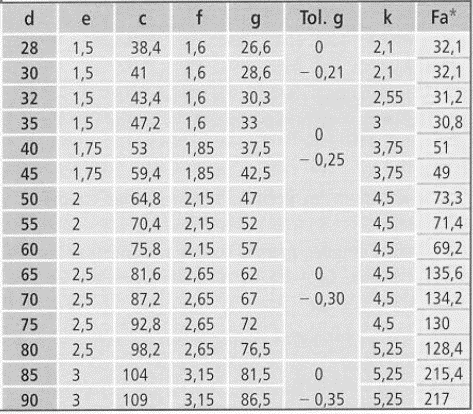 d e c f g Tol. g k Fa*
28 1,5 38,4 1,6 26,6 0 2,1 32,1
30 1,5 41 1,6 28,6 – 0,21 2,1 32,1
32 1,5 43,4 1,6 30,3 2,55 31,2
35 1,5 47,2 1,6 33 0 3 30,8
40 1,75 53 1,85 37,5 – 0,25 3,75 51
45 1,75 59,4 1,85 42,5 3,75 49
50 2 64,8 2,15 47 4,5 73,3
55 2 70,4 2,15 52 4,5 71,4
60 2 75,8 2,15 57 4,5 69,2
65 2,5 81,6 2,65 62 0 4,5 135,6
70 2,5 87,2 2,65 67 – 0,30 4,5 134,2
75 2,5 92,8 2,65 72 4,5 130
80 2,5 98,2 2,65 76,5 5,25 128,4
85 3 104 3,15 81,5 0 5,25 215,4
90 3 109 3,15 86,5 – 0,35 5,25 217